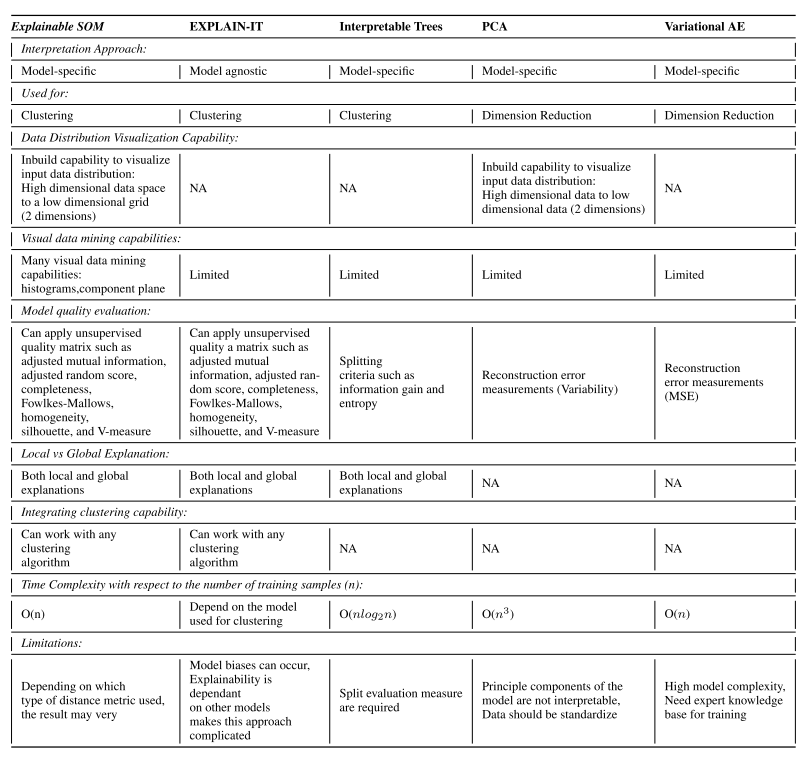 Explainable SOM EXPLAIN-IT Interpretable Trees PCA Variational AE
Interpretation Approach:
Model-specific Model agnostic Model-specific Model-specific Model-specific
Used for:
Clustering Clustering Clustering Dimension Reduction Dimension Reduction
Data Distribution Visualization Capability:
Inbuild capability to visualize
input data distribution:
High dimensional data space
to a low dimensional grid
(2 dimensions)
NA
NA
Inbuild capability to visualize
input data distribution:
High dimensional data to low
dimensional data (2 dimensions)
NA
Visual data mining capabilities:
Many visual data mining
capabilities:
histograms,component plane
Limited
Limited
Limited
Limited
Model quality evaluation:
Can apply unsupervised
quality matrix such as
adjusted mutual information,
adjusted random score,
completeness,
Fowlkes-Mallows,
homogeneity,
silhouette, and V-measure
Can apply unsupervised
quality a matrix such as
adjusted mutual
information, adjusted ran-
dom score, completeness,
Fowlkes-Mallows,
homogeneity,
silhouette, and V-measure
Splitting
criteria such as
information gain and
entropy
Reconstruction error
measurements (Variability)
Reconstruction
error measurements
(MSE)
Local vs Global Explanation:
Both local and global
explanations
Both local and global
explanations
Both local and global
explanations
NA
NA
Integrating clustering capability:
Can work with any
clustering
algorithm
Can work with any
clustering
algorithm
NA
NA
NA
Time Complexity with respect to the number of training samples (n):
O(n)
Depend on the model
used for clustering
O(nlog₂n)
O(n³)
O(n)
Limitations:
Depending on which
type of distance metric used,
the result may very
Model biases can occur,
Explainability is
dependant
on other models
makes this approach
complicated
Split evaluation measure
are required
Principle components of the
model are not interpretable,
Data should be standardize
High model complexity,
Need expert knowledge
base for training